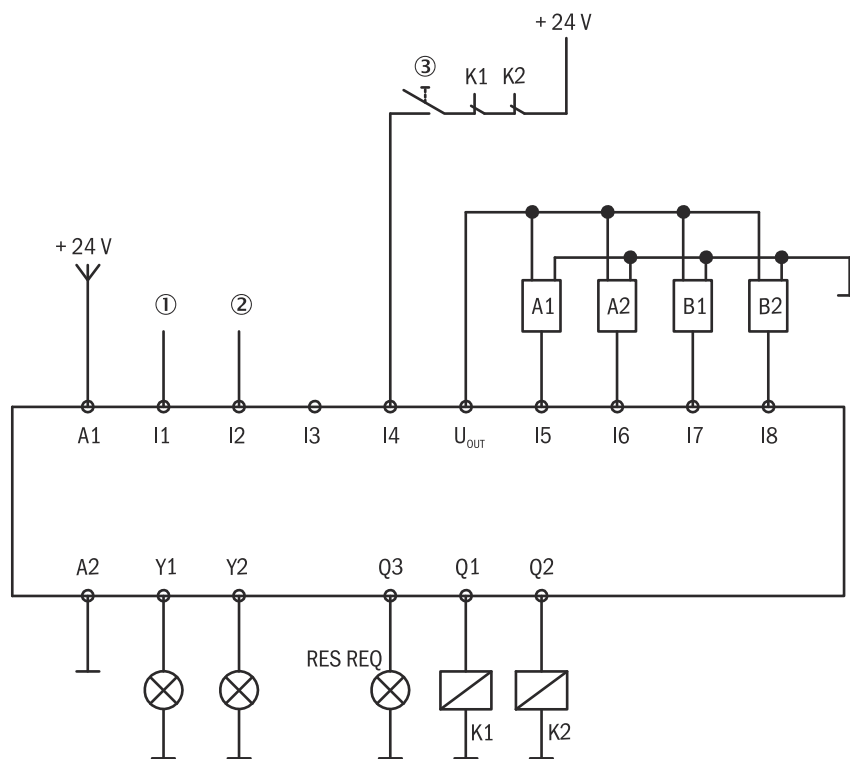 + 24 V
③
K1 K2
+ 24 V
① ②
A1 A2 B1 B2
A1 I1 I2 I3 I4 U_OUT I5 I6 I7 I8
A2 Y1 Y2 Q3 Q1 Q2
RES REQ
K1 K2